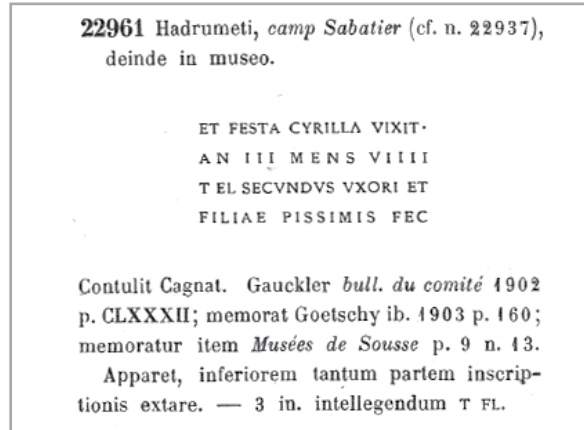 22961 Hadrumeti, camp Sabatier (cf. n. 22937),
deinde in museo.
ET FESTA CYRILLA VIXIT·
AN III MENS VIIII
T EL SECVNDVS VXORI ET
FILIAE PISSIMIS FEC
Contulit Cagnat. Gauckler bull. du comité 1902
p. CLXXXII; memorat Goetschy ib. 1903 p. 160;
memoratur item Musées de Sousse p. 9 n. 13.
Apparet, inferiorem tantum partem inscrip-
tionis extare. — 3 in. intellegendum T FL.